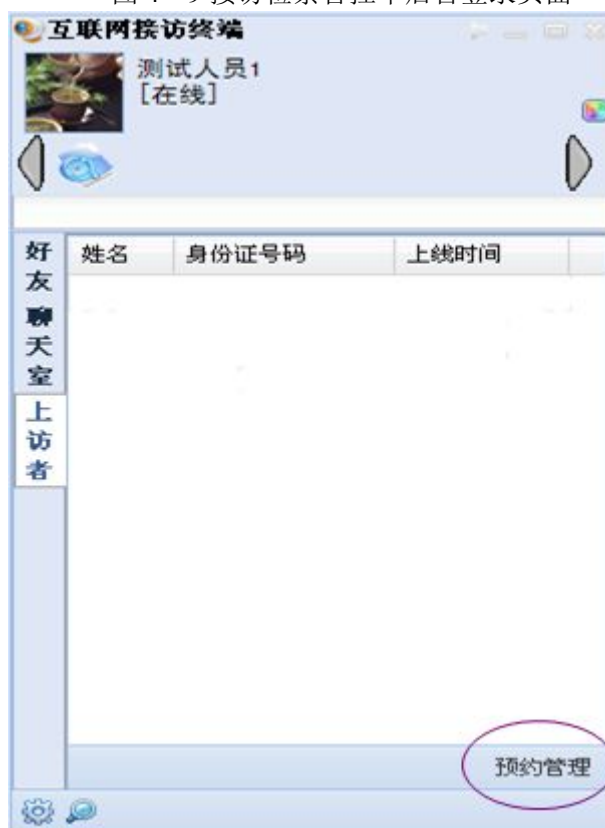 互联网接访终端
测试人员1
[在线]
姓名 身份证号码 上线时间
好友
聊天室
上访者
预约管理